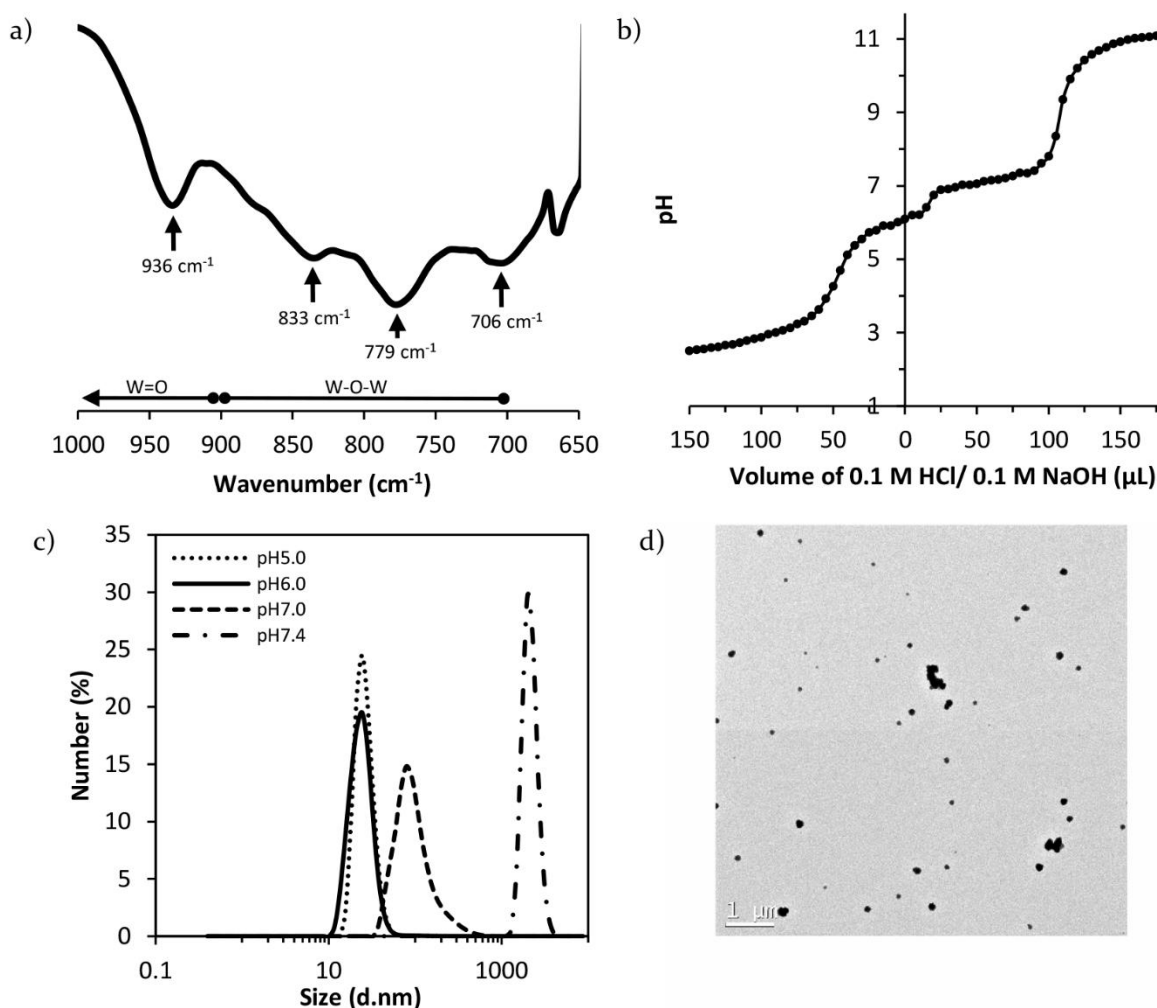 a)
936 cm⁻¹
833 cm⁻¹
779 cm⁻¹
706 cm⁻¹
W=O
W-O-W
1000 950 900 850 800 750 700 650
Wavenumber (cm⁻¹)
b)
11
9
7
5
3
1
pH
150 100 50 0 50 100 150
Volume of 0.1 M HCl/ 0.1 M NaOH (µL)
c)
35
30
25
20
15
10
5
0
Number (%)
pH5.0
pH6.0
pH7.0
pH7.4
0.1 10 1000
Size (d.nm)
d)
1 µm